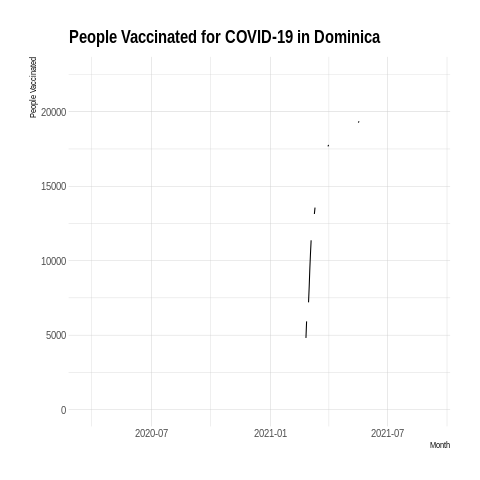 People Vaccinated for COVID-19 in Dominica
People Vaccinated
20000
15000
10000
5000
0
2020-07 2021-01 2021-07
Month